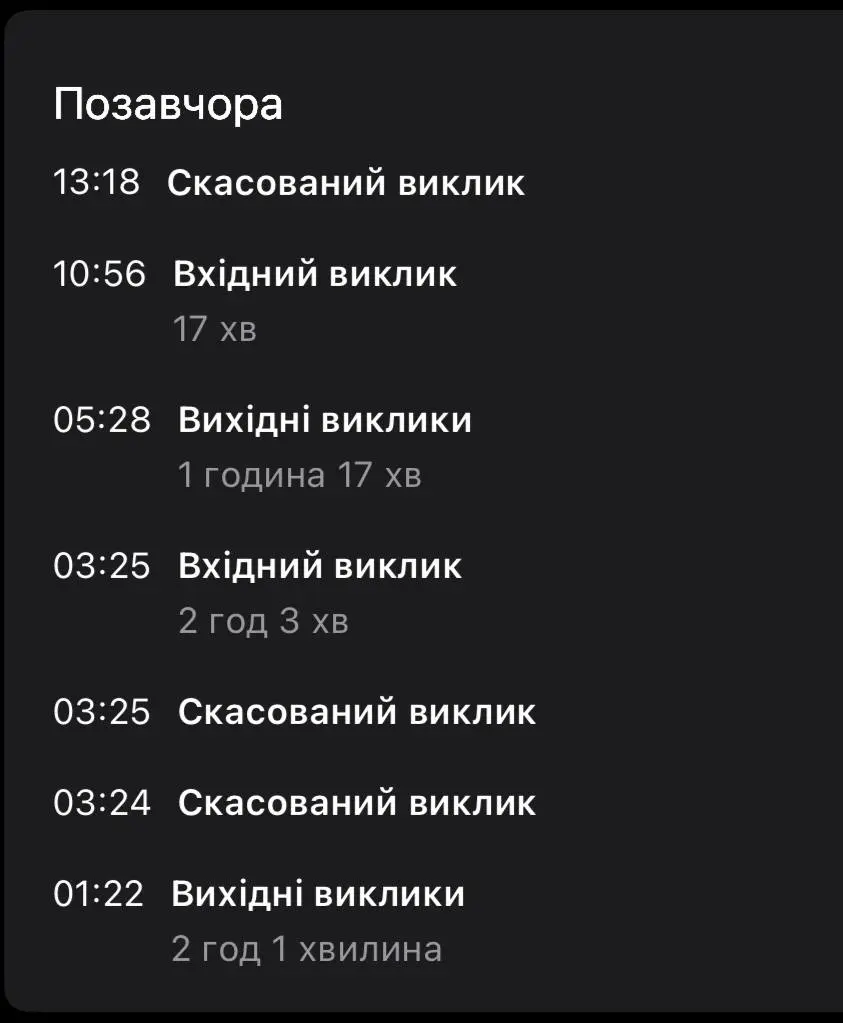 Позавчора
13:18 Скасований виклик
10:56 Вхідний виклик
17 хв
05:28 Вихідні виклики
1 година 17 хв
03:25 Вхідний виклик
2 год 3 хв
03:25 Скасований виклик
03:24 Скасований виклик
01:22 Вихідні виклики
2 год 1 хвилина